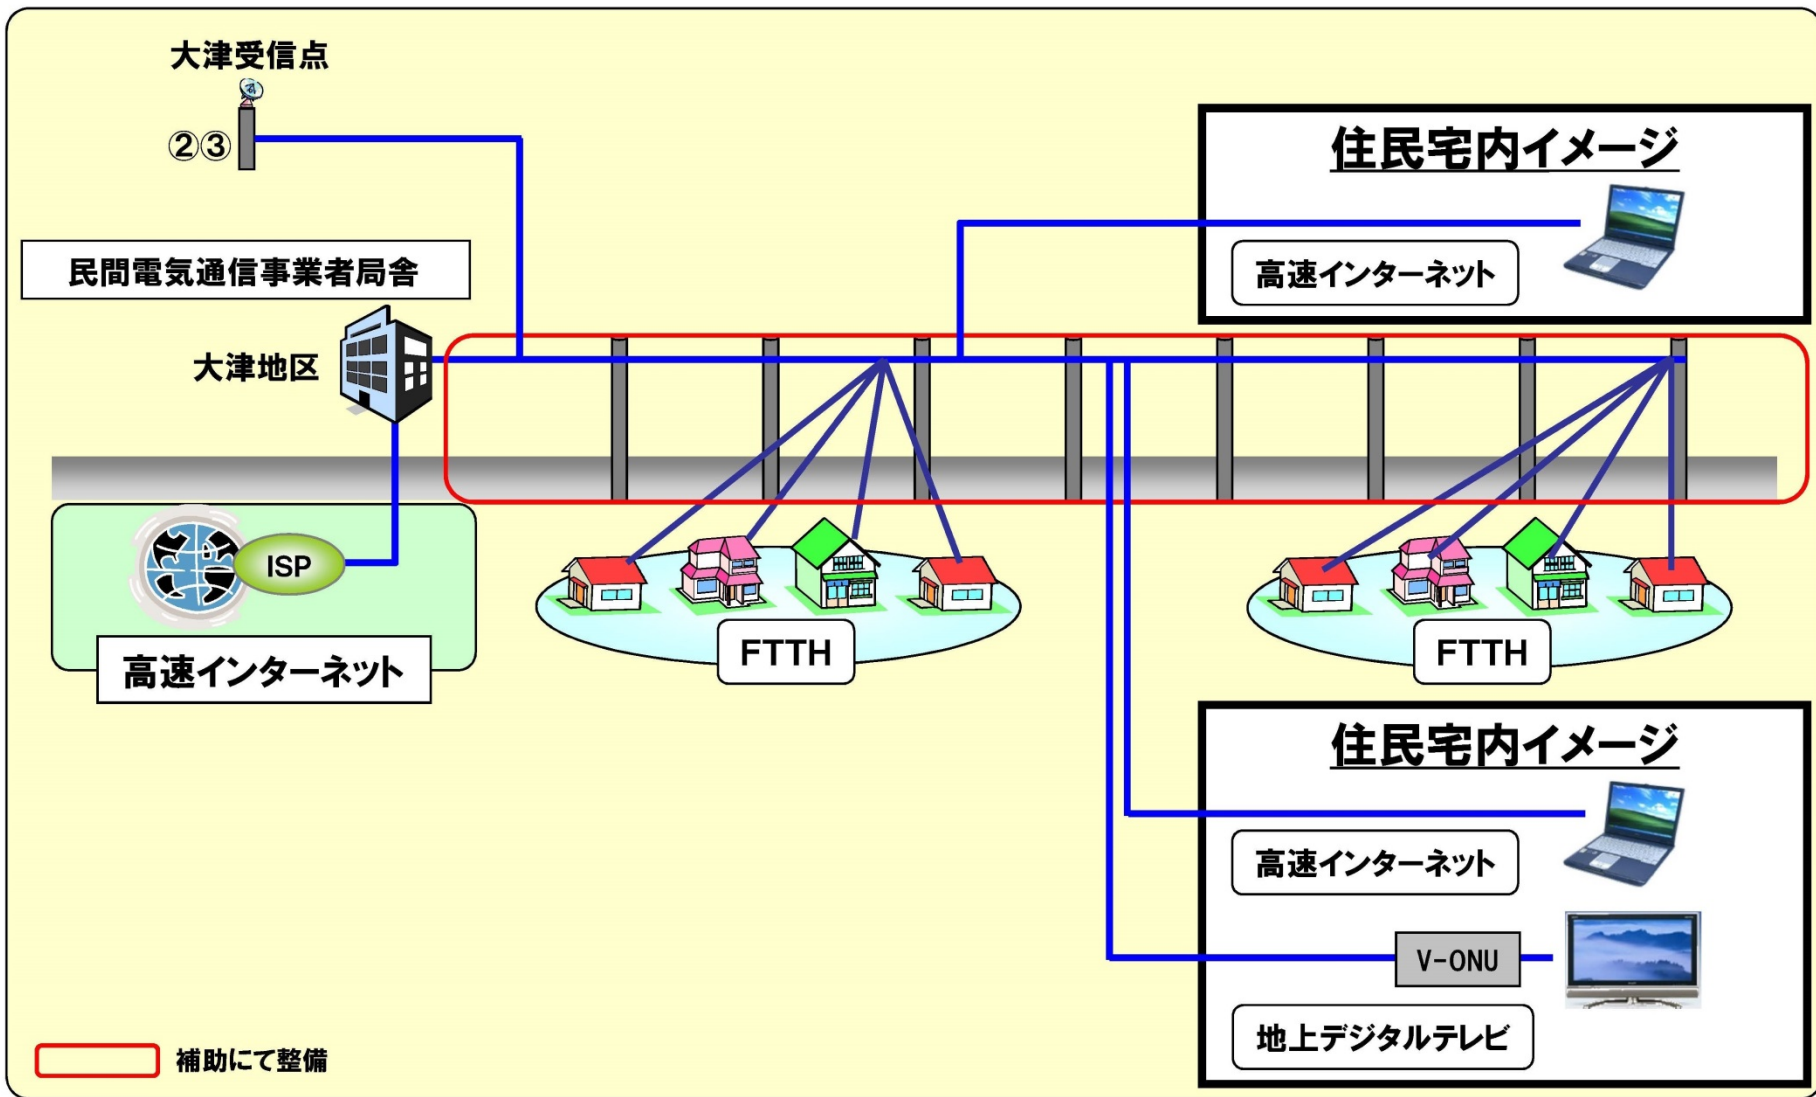 大津受信点
②③
民間電気通信事業者局舎
大津地区
ISP
高速インターネット
FTTH
FTTH
住民宅内イメージ
高速インターネット
住民宅内イメージ
高速インターネット
V-ONU
地上デジタルテレビ
補助にて整備